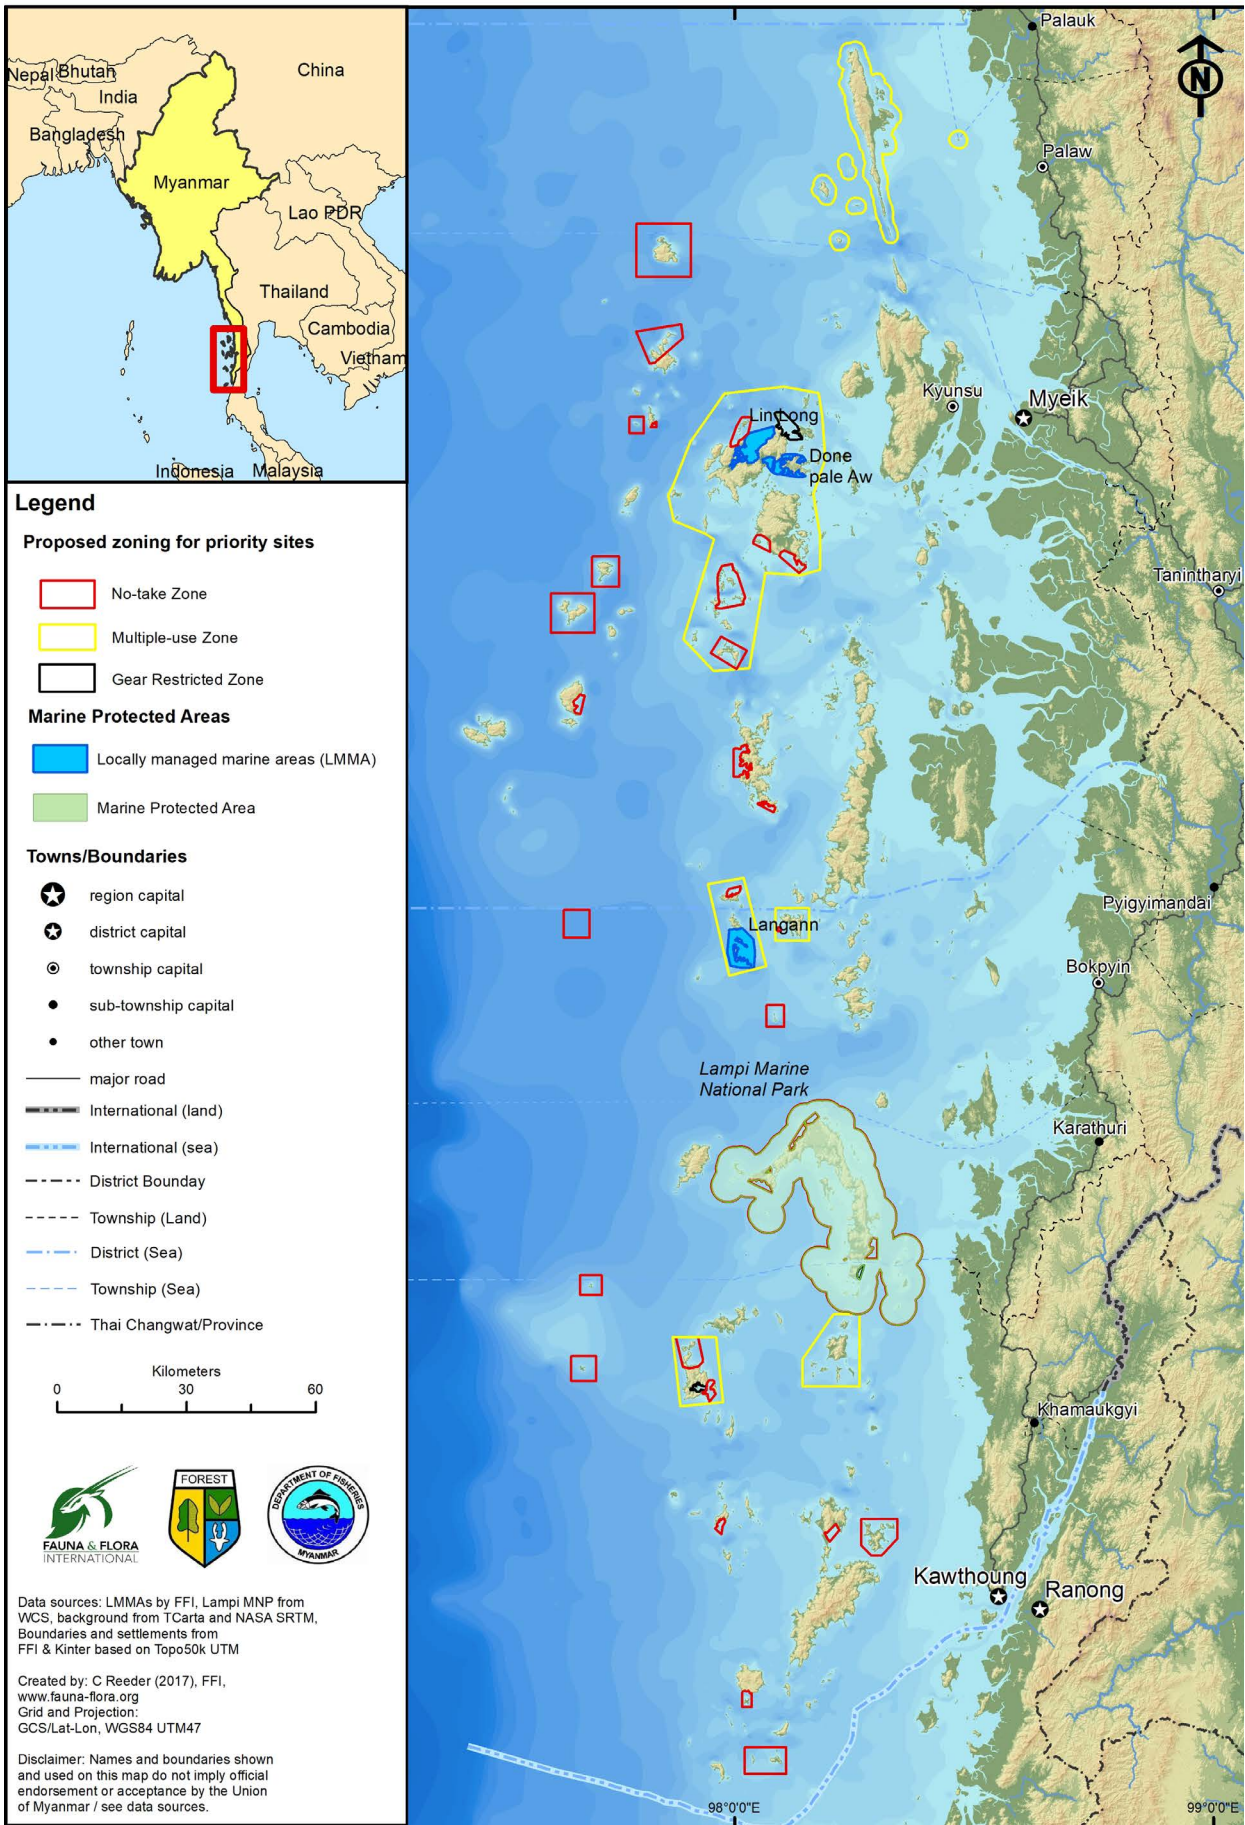 Nepal
Bhutan
China
India
Bangladesh
Myanmar
Lao PDR
Thailand
Cambodia
Vietnam
Indonesia
Malaysia
Legend
Proposed zoning for priority sites
No-take Zone
Multiple-use Zone
Gear Restricted Zone
Marine Protected Areas
Locally managed marine areas (LMMA)
Marine Protected Area
Towns/Boundaries
region capital
district capital
township capital
sub-township capital
other town
major road
International (land)
International (sea)
District Bounday
Township (Land)
District (Sea)
Township (Sea)
Thai Changwat/Province
Kilometers
0 30 60
FAUNA & FLORA
INTERNATIONAL
FOREST
DEPARTMENT OF FISHERIES
MYANMAR
Data sources: LMMAs by FFI, Lampi MNP from
WCS, background from TCarta and NASA SRTM,
Boundaries and settlements from
FFI & Kinter based on Topo50k UTM
Created by: C Reeder (2017), FFI,
www.fauna-flora.org
Grid and Projection:
GCS/Lat-Lon, WGS84 UTM47
Disclaimer: Names and boundaries shown
and used on this map do not imply official
endorsement or acceptance by the Union
of Myanmar / see data sources.
Palauk
N
Palaw
Kyunsu
Myeik
LinLong
Done
pale Aw
Tanintharyi
Pyigyimandai
Langann
Bokpyin
Lampi Marine
National Park
Karathuri
Khamaukgyi
Kawthoung
Ranong
98°0'0"E
99°0'0"E